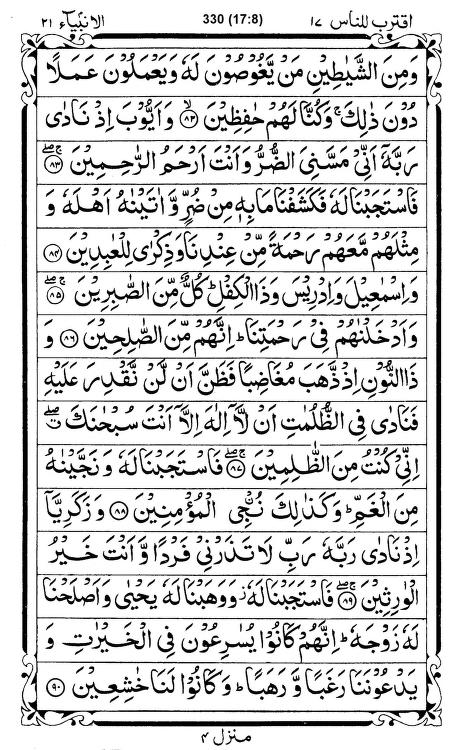 اقترب للناس ١٧ 330 (17:8) الانبياء ٢١
وَمِنَ الشَّيٰطِيْنِ مَنْ يَّغُوْصُوْنَ لَهٗ وَيَعْمَلُوْنَ عَمَلًا
دُوْنَ ذٰلِكَ ۚ وَكُنَّا لَهُمْ حٰفِظِيْنَ ۙ﴿٨٢﴾ وَاَيُّوْبَ اِذْ نَادٰى
رَبَّهٗۤ اَنِّيْ مَسَّنِيَ الضُّرُّ وَاَنْتَ اَرْحَمُ الرّٰحِمِيْنَ ۚۖ﴿٨٣﴾
فَاسْتَجَبْنَا لَهٗ فَكَشَفْنَا مَا بِهٖ مِنْ ضُرٍّ وَّاٰتَيْنٰهُ اَهْلَهٗ وَ
مِثْلَهُمْ مَّعَهُمْ رَحْمَةً مِّنْ عِنْدِنَا وَذِكْرٰى لِلْعٰبِدِيْنَ ﴿٨٤﴾
وَاِسْمٰعِيْلَ وَاِدْرِيْسَ وَذَا الْكِفْلِ ؕ كُلٌّ مِّنَ الصّٰبِرِيْنَ ۚۖ﴿٨٥﴾
وَاَدْخَلْنٰهُمْ فِيْ رَحْمَتِنَا ؕ اِنَّهُمْ مِّنَ الصّٰلِحِيْنَ ﴿٨٦﴾ وَ
ذَا النُّوْنِ اِذْ ذَّهَبَ مُغَاضِبًا فَظَنَّ اَنْ لَّنْ نَّقْدِرَ عَلَيْهِ
فَنَادٰى فِي الظُّلُمٰتِ اَنْ لَّاۤ اِلٰهَ اِلَّاۤ اَنْتَ سُبْحٰنَكَ ۖ
اِنِّيْ كُنْتُ مِنَ الظّٰلِمِيْنَ ۚۖ﴿٨٧﴾ فَاسْتَجَبْنَا لَهٗ وَنَجَّيْنٰهُ
مِنَ الْغَمِّ ؕ وَكَذٰلِكَ نُـْۨجِي الْمُؤْمِنِيْنَ ﴿٨٨﴾ وَزَكَرِيَّاۤ
اِذْ نَادٰى رَبَّهٗ رَبِّ لَا تَذَرْنِيْ فَرْدًا وَّاَنْتَ خَيْرُ
الْوٰرِثِيْنَ ۚۖ﴿٨٩﴾ فَاسْتَجَبْنَا لَهٗ ؗ وَوَهَبْنَا لَهٗ يَحْيٰى وَاَصْلَحْنَا
لَهٗ زَوْجَهٗ ؕ اِنَّهُمْ كَانُوْا يُسٰرِعُوْنَ فِي الْخَيْرٰتِ وَ
يَدْعُوْنَنَا رَغَبًا وَّرَهَبًا ؕ وَكَانُوْا لَنَا خٰشِعِيْنَ ﴿٩٠﴾
منزل ۴